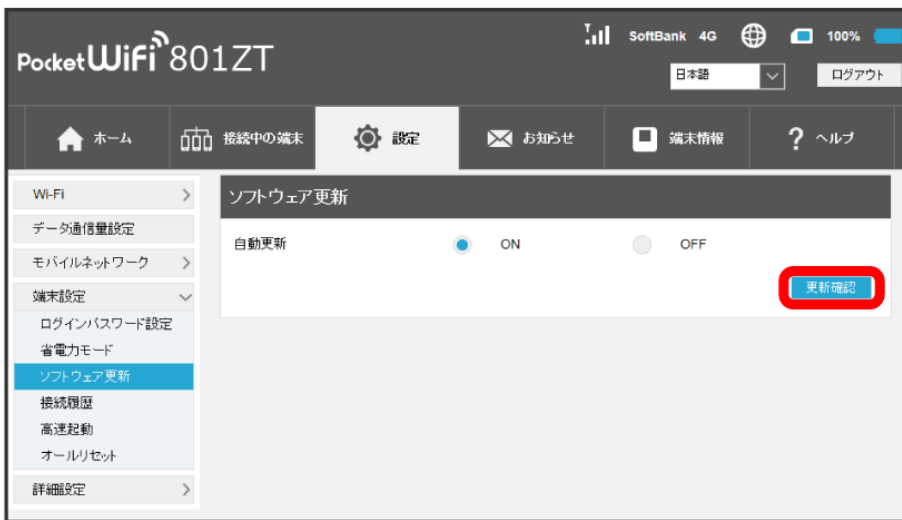 SoftBank 4G 100%
PocketWiFi 801ZT
日本語 ログアウト
ホーム 接続中の端末 設定 お知らせ 端末情報 ? ヘルプ
Wi-Fi
データ通信量設定
モバイルネットワーク
端末設定
ログインパスワード設定
省電力モード
ソフトウェア更新
接続履歴
高速起動
オールリセット
詳細設定
ソフトウェア更新
自動更新 ON OFF
更新確認